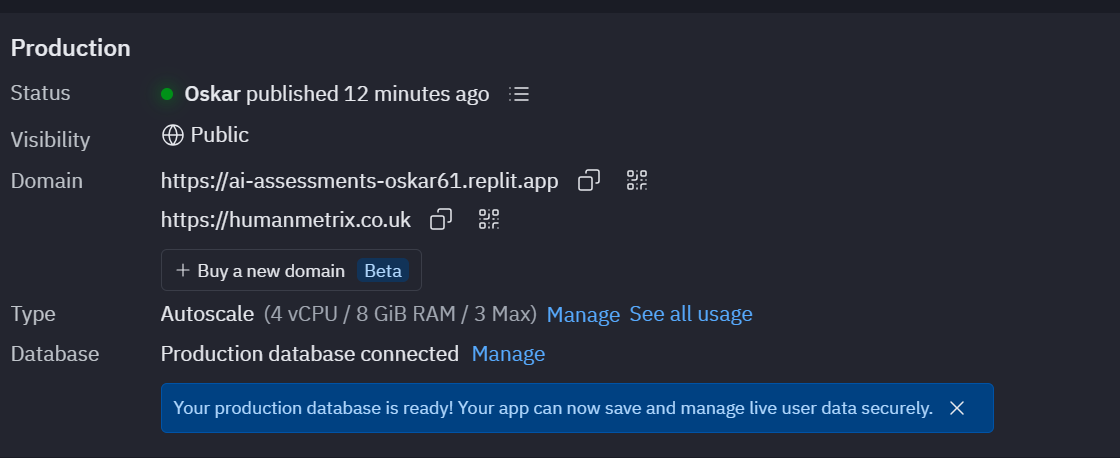 Production
Status Oskar published 12 minutes ago
Visibility Public
Domain https://ai-assessments-oskar61.replit.app
https://humanmetrix.co.uk
+ Buy a new domain Beta
Type Autoscale (4 vCPU / 8 GiB RAM / 3 Max) Manage See all usage
Database Production database connected Manage
Your production database is ready! Your app can now save and manage live user data securely.